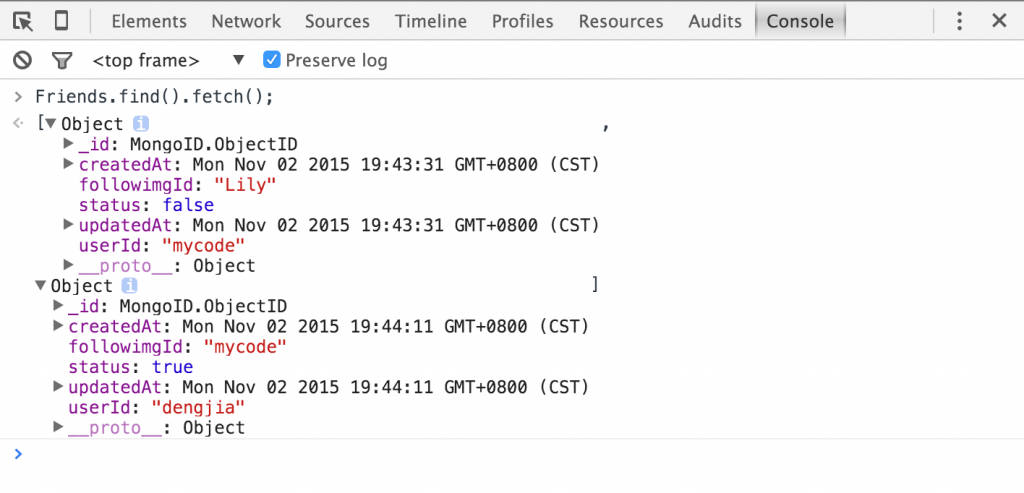 Elements Network Sources Timeline Profiles Resources Audits Console
<top frame> ▼ Preserve log
> Friends.find().fetch();
[▼Object i ,
▶_id: MongoID.ObjectID
▶createdAt: Mon Nov 02 2015 19:43:31 GMT+0800 (CST)
followimgId: "Lily"
status: false
▶updatedAt: Mon Nov 02 2015 19:43:31 GMT+0800 (CST)
userId: "mycode"
▶__proto__: Object
▼Object i ]
▶_id: MongoID.ObjectID
▶createdAt: Mon Nov 02 2015 19:44:11 GMT+0800 (CST)
followimgId: "mycode"
status: true
▶updatedAt: Mon Nov 02 2015 19:44:11 GMT+0800 (CST)
userId: "dengjia"
▶__proto__: Object
>